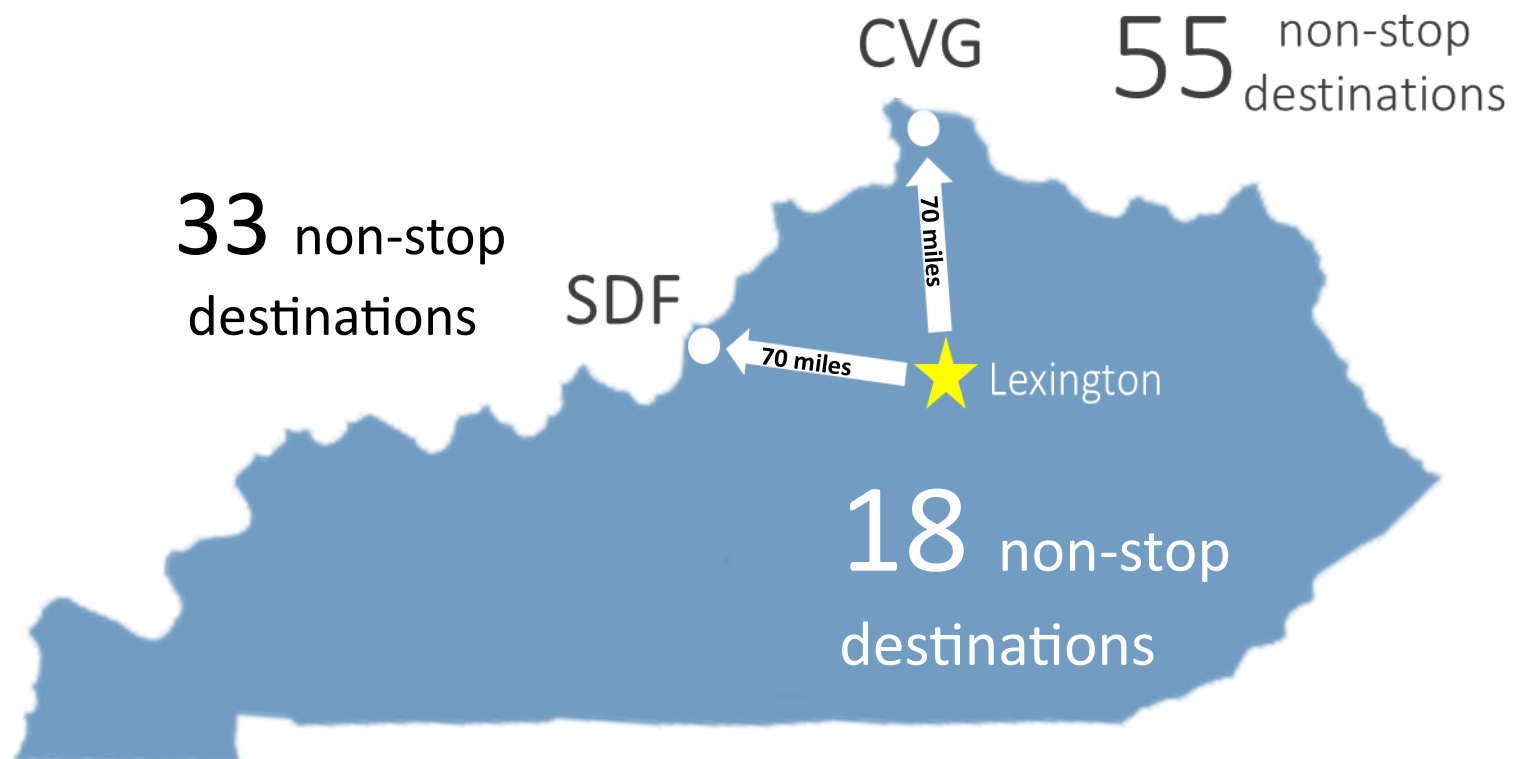 CVG
55 non-stop
destinations
33 non-stop
destinations
SDF
70 miles
70 miles
Lexington
18 non-stop
destinations